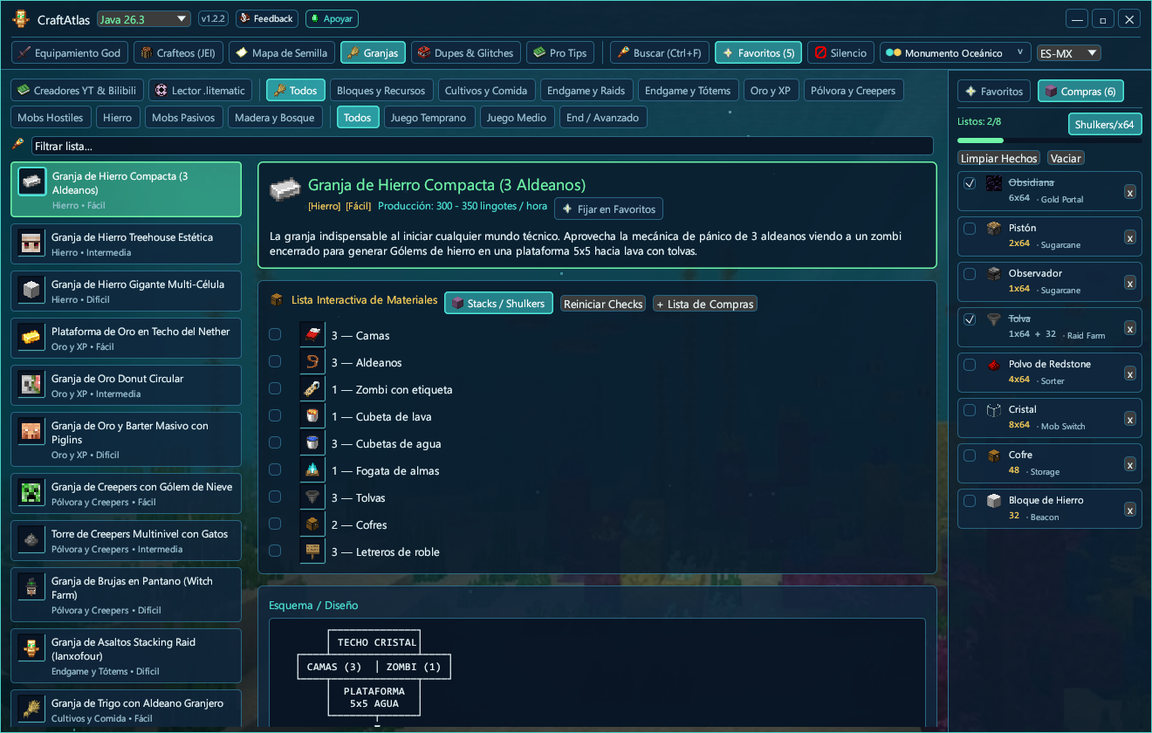 CraftAtlas Java 26.3 v1.2.2 Feedback Apoyar
Equipamiento God Crafteos (JEI) Mapa de Semilla Granjas Dupes & Glitches Pro Tips Buscar (Ctrl+F) Favoritos (5) Silencio Monumento Oceánico ES-MX
Creadores YT & Bilibili Lector .litematic Todos Bloques y Recursos Cultivos y Comida Endgame y Raids Endgame y Tótems Oro y XP Pólvora y Creepers
Mobs Hostiles Hierro Mobs Pasivos Madera y Bosque Todos Juego Temprano Juego Medio End / Avanzado
Filtrar lista...
Granja de Hierro Compacta (3
Aldeanos)
Hierro • Fácil
Granja de Hierro Treehouse Estética
Hierro • Intermedia
Granja de Hierro Gigante Multi-Célula
Hierro • Difícil
Plataforma de Oro en Techo del Nether
Oro y XP • Fácil
Granja de Oro Donut Circular
Oro y XP • Intermedia
Granja de Oro y Barter Masivo con
Piglins
Oro y XP • Difícil
Granja de Creepers con Gólem de Nieve
Pólvora y Creepers • Fácil
Torre de Creepers Multinivel con Gatos
Pólvora y Creepers • Intermedia
Granja de Brujas en Pantano (Witch
Farm)
Pólvora y Creepers • Difícil
Granja de Asaltos Stacking Raid
(Ianxofour)
Endgame y Tótems • Difícil
Granja de Trigo con Aldeano Granjero
Cultivos y Comida • Fácil
Granja de Hierro Compacta (3 Aldeanos)
[Hierro] [Fácil] Producción: 300 - 350 lingotes / hora Fijar en Favoritos
La granja indispensable al iniciar cualquier mundo técnico. Aprovecha la mecánica de pánico de 3 aldeanos viendo a un zombi
encerrado para generar Gólems de hierro en una plataforma 5x5 hacia lava con tolvas.
Lista Interactiva de Materiales Stacks / Shulkers Reiniciar Checks + Lista de Compras
3 — Camas
3 — Aldeanos
1 — Zombi con etiqueta
1 — Cubeta de lava
3 — Cubetas de agua
1 — Fogata de almas
3 — Tolvas
2 — Cofres
3 — Letreros de roble
Esquema / Diseño
TECHO CRISTAL
CAMAS (3) | ZOMBI (1)
PLATAFORMA
5x5 AGUA
Favoritos Compras (6)
Listos: 2/8 Shulkers/x64
Limpiar Hechos Vaciar
Obsidiana
6x64 · Gold Portal x
Pistón
2x64 · Sugarcane x
Observador
1x64 · Sugarcane x
Tolva
1x64 + 32 · Raid Farm x
Polvo de Redstone
4x64 · Sorter x
Cristal
8x64 · Mob Switch x
Cofre
48 · Storage x
Bloque de Hierro
32 · Beacon x